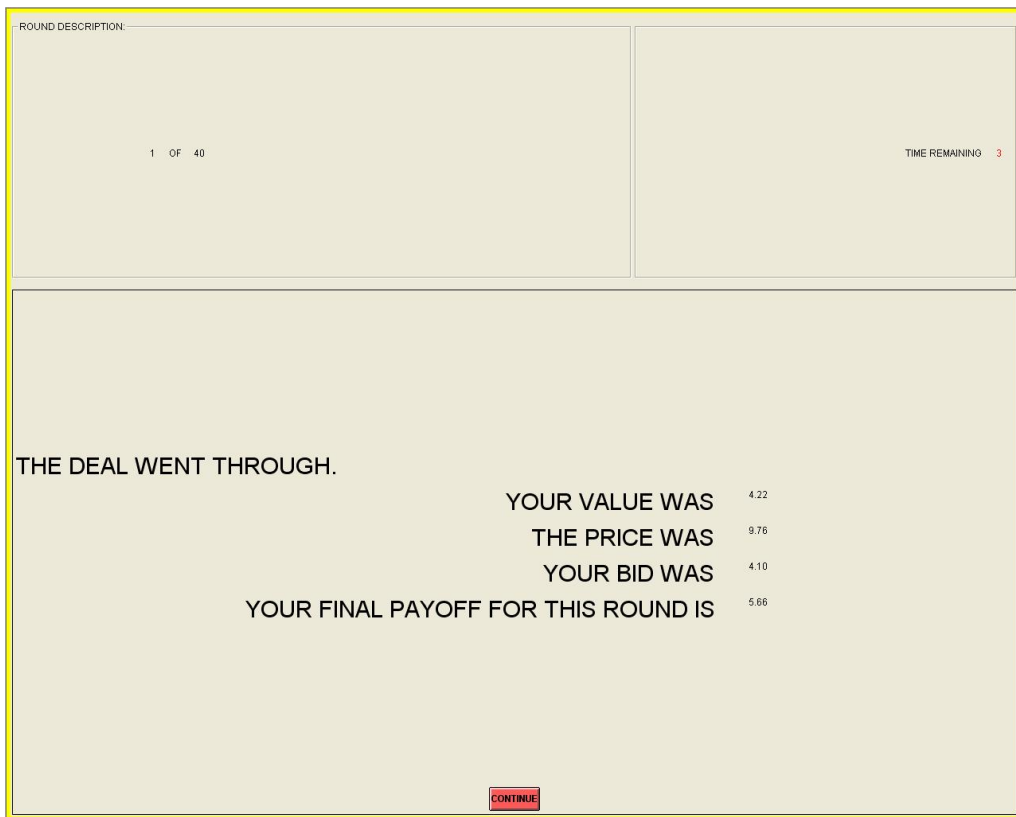 ROUND DESCRIPTION:
1 OF 40
TIME REMAINING 3
THE DEAL WENT THROUGH.
YOUR VALUE WAS 4.22
THE PRICE WAS 9.76
YOUR BID WAS 4.10
YOUR FINAL PAYOFF FOR THIS ROUND IS 5.66
CONTINUE